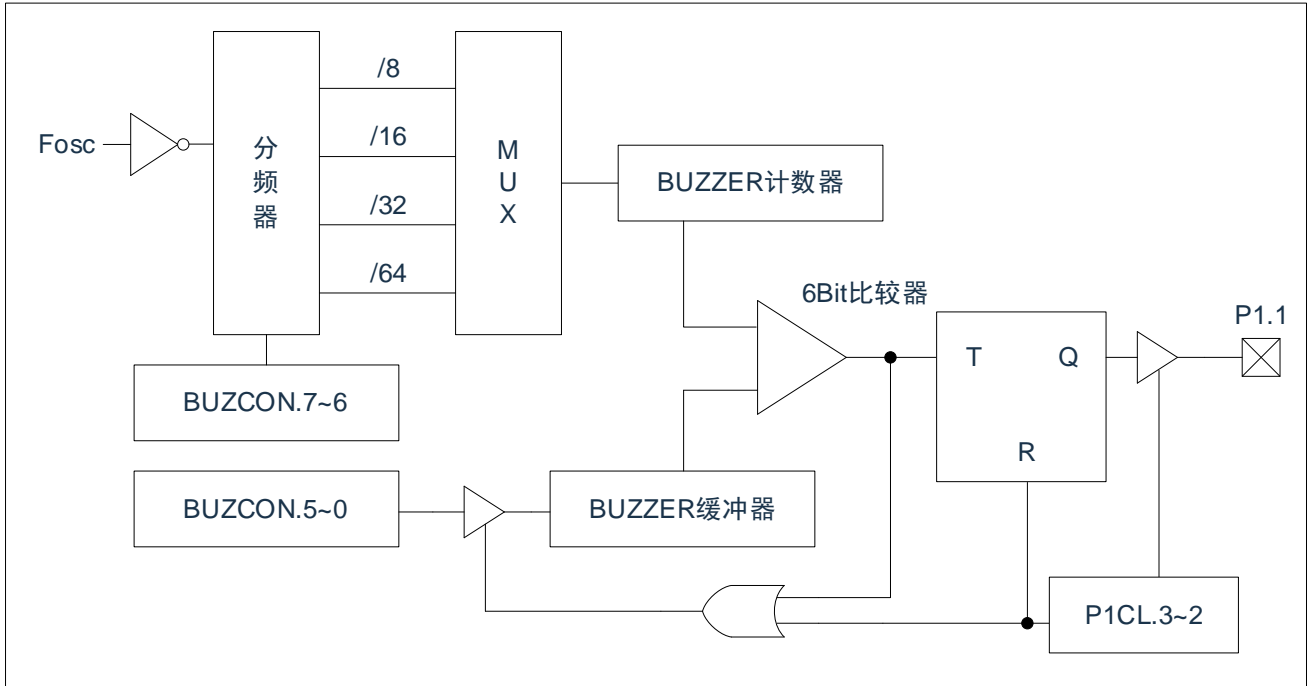 /8
Fosc
分频器
/16
MUX
BUZZER计数器
/32
/64
6Bit比较器
P1.1
T
Q
BUZCON.7~6
R
BUZCON.5~0
BUZZER缓冲器
P1CL.3~2